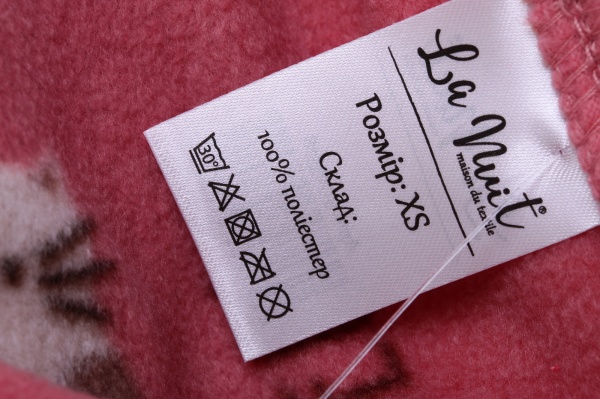 La Nuit®
maison du textile
Розмір: XS
Склад:
100% поліестер
30°